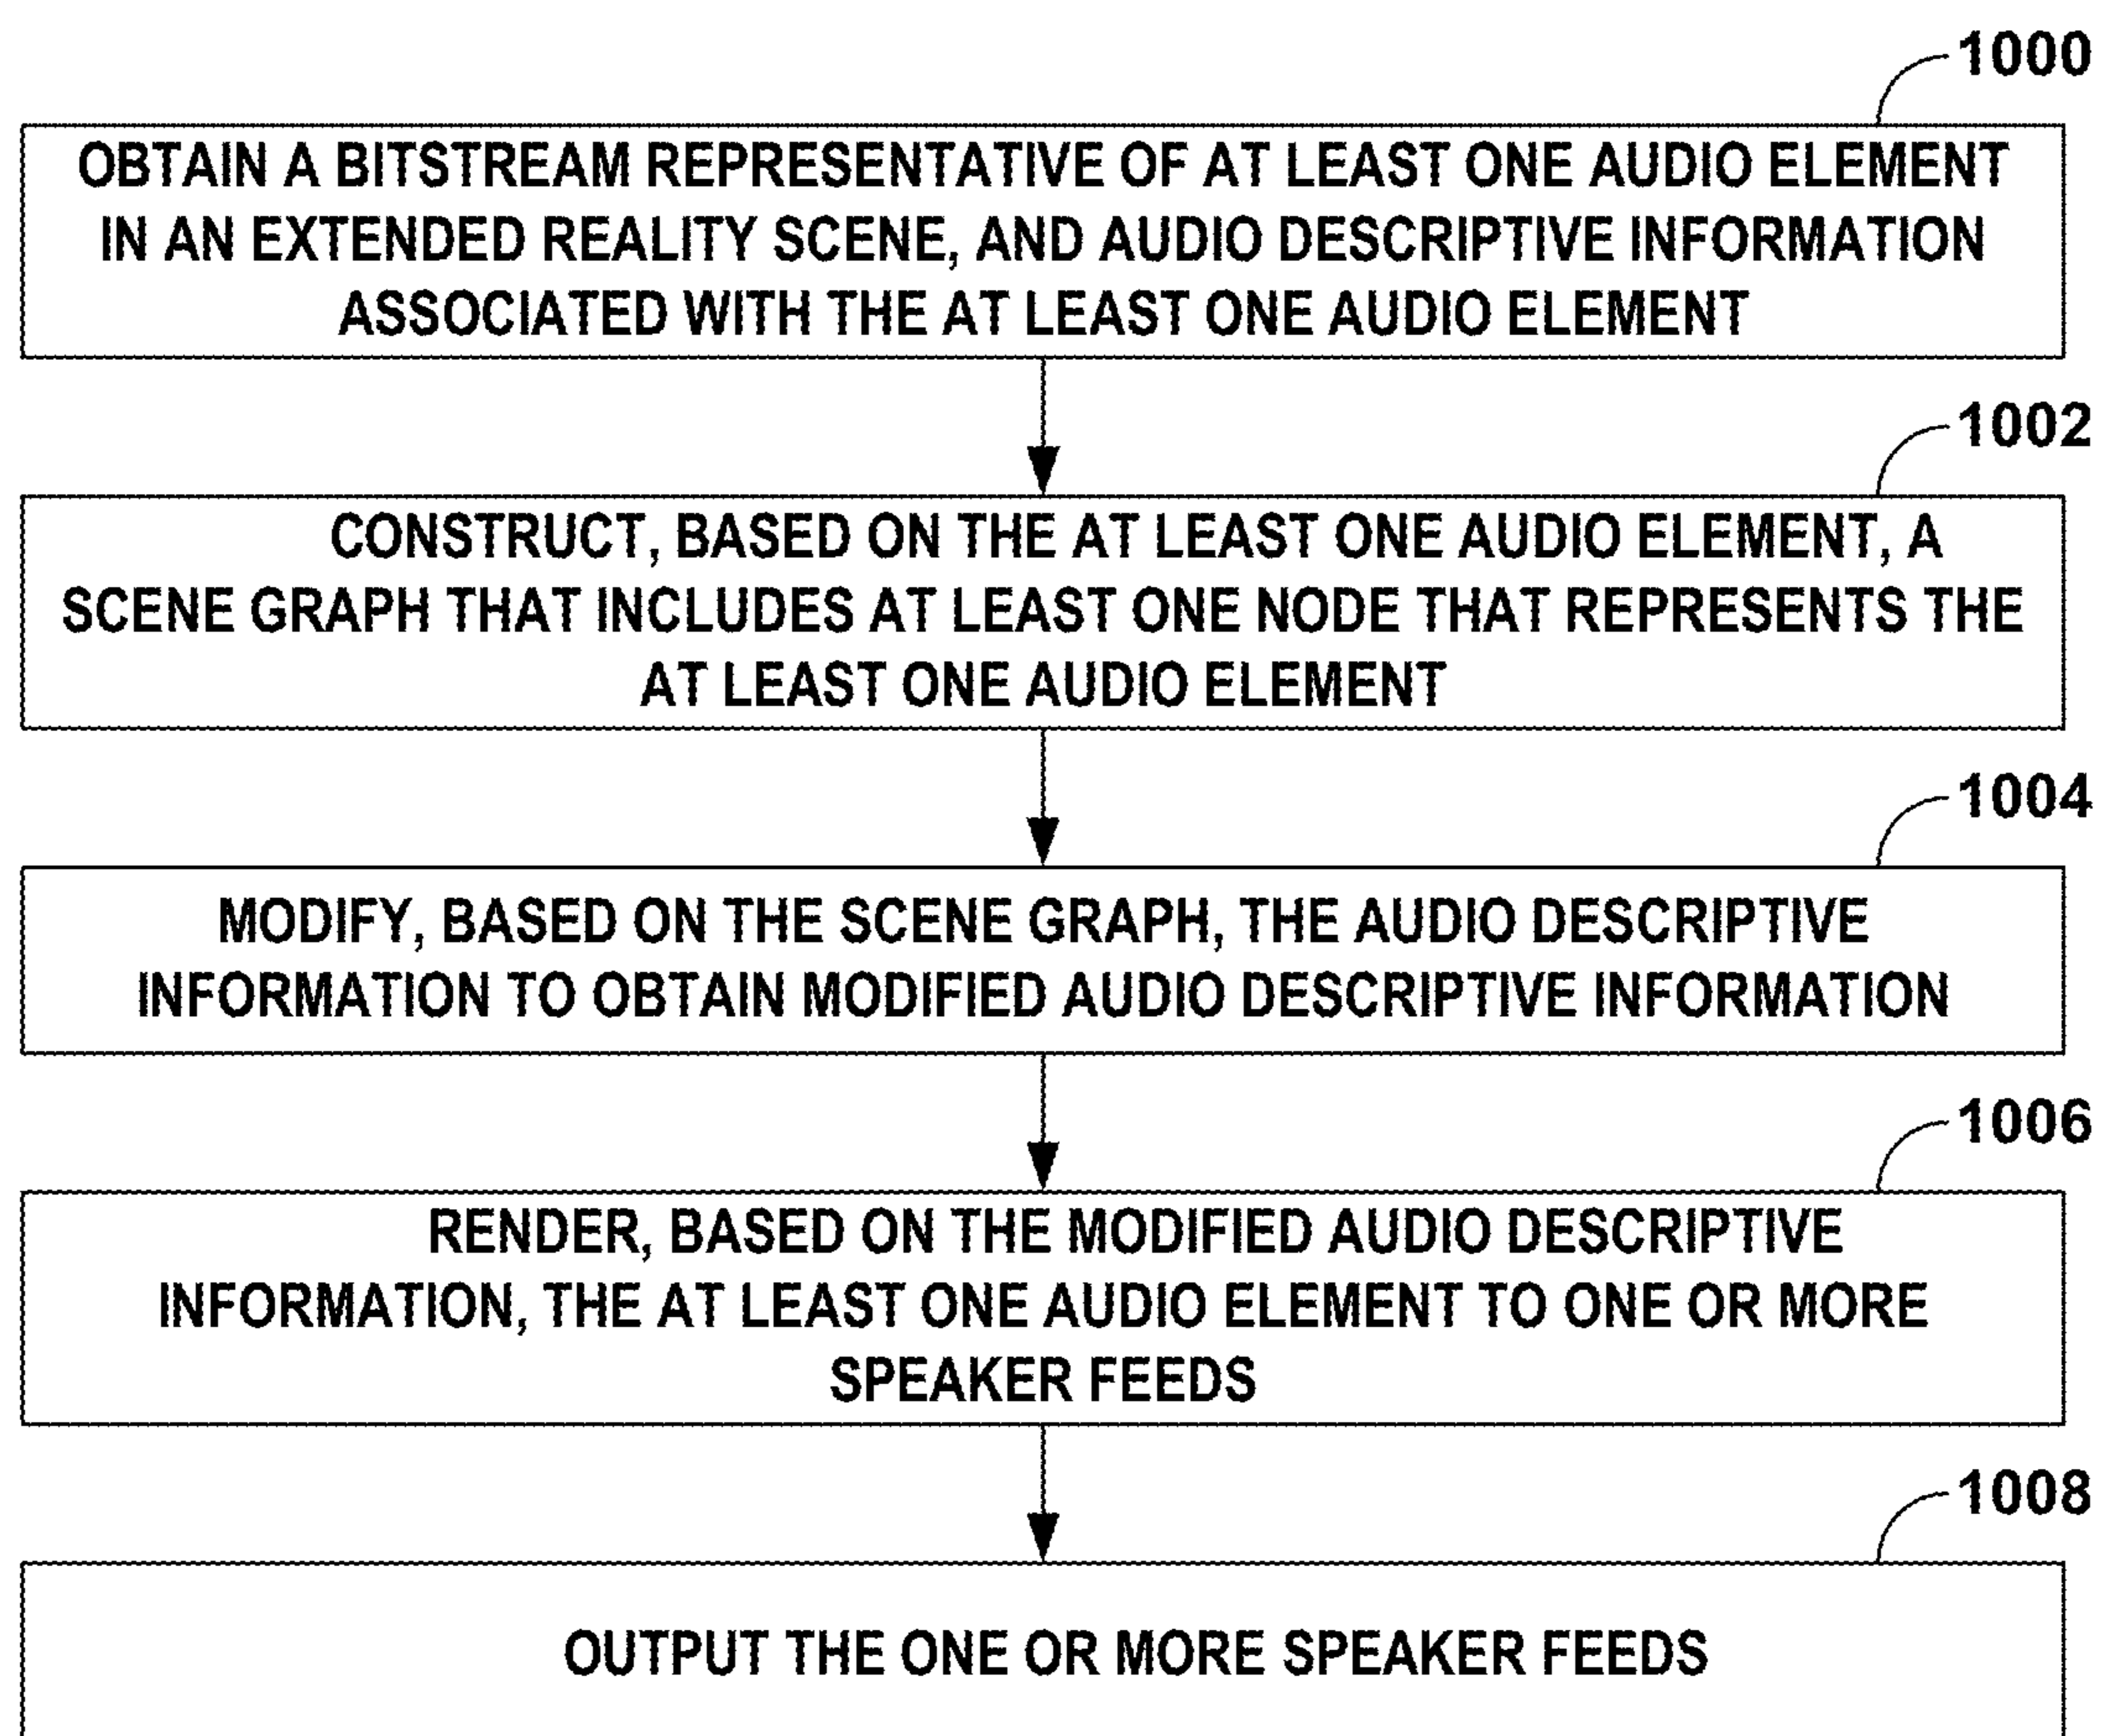 1000
OBTAIN A BITSTREAM REPRESENTATIVE OF AT LEAST ONE AUDIO ELEMENT
IN AN EXTENDED REALITY SCENE, AND AUDIO DESCRIPTIVE INFORMATION
ASSOCIATED WITH THE AT LEAST ONE AUDIO ELEMENT
1002
CONSTRUCT, BASED ON THE AT LEAST ONE AUDIO ELEMENT, A
SCENE GRAPH THAT INCLUDES AT LEAST ONE NODE THAT REPRESENTS THE
AT LEAST ONE AUDIO ELEMENT
1004
MODIFY, BASED ON THE SCENE GRAPH, THE AUDIO DESCRIPTIVE
INFORMATION TO OBTAIN MODIFIED AUDIO DESCRIPTIVE INFORMATION
1006
RENDER, BASED ON THE MODIFIED AUDIO DESCRIPTIVE
INFORMATION, THE AT LEAST ONE AUDIO ELEMENT TO ONE OR MORE
SPEAKER FEEDS
1008
OUTPUT THE ONE OR MORE SPEAKER FEEDS